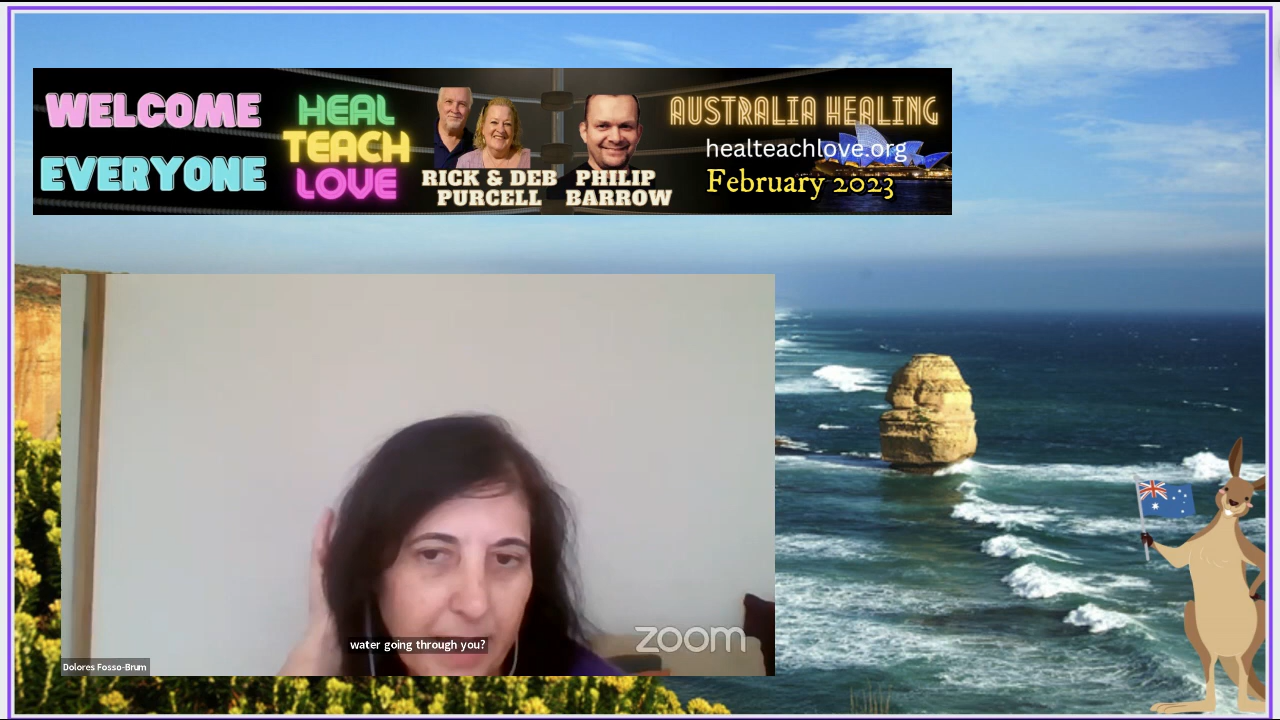 WELCOME
EVERYONE
HEAL
TEACH
LOVE
RICK & DEB
PURCELL
PHILIP
BARROW
AUSTRALIA HEALING
healteachlove.org
February 2023
water going through you?
zoom
Dolores Fosso-Brum